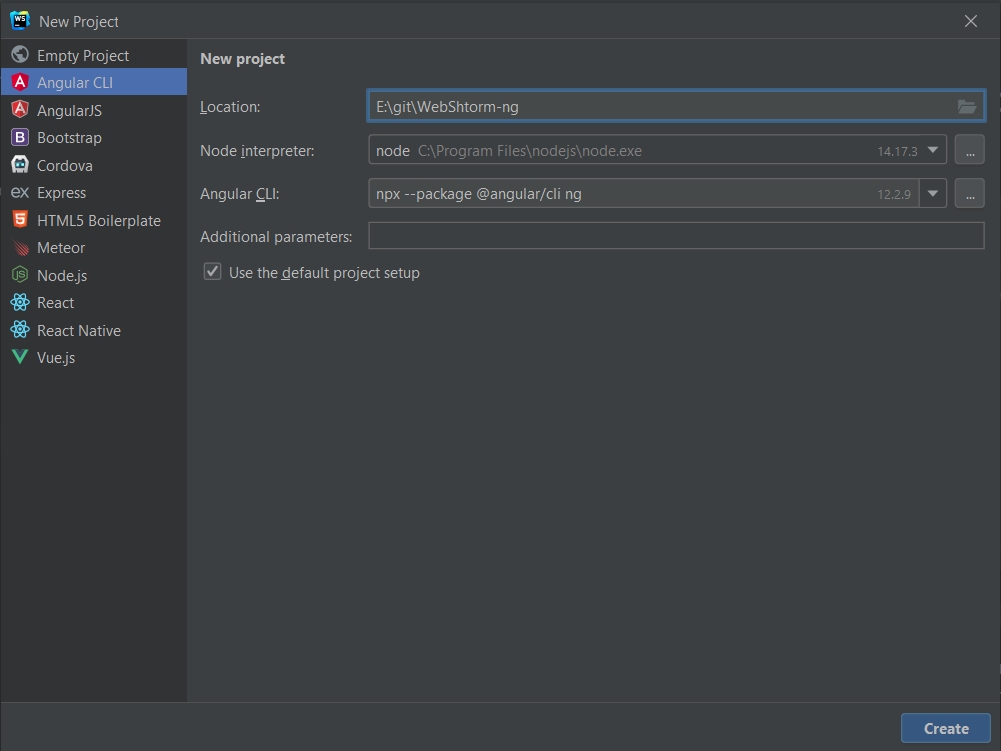 WS New Project
Empty Project
Angular CLI
AngularJS
Bootstrap
Cordova
Express
HTML5 Boilerplate
Meteor
Node.js
React
React Native
Vue.js
New project
Location: E:\git\WebShtorm-ng
Node interpreter: node C:\Program Files\nodejs\node.exe 14.17.3 ...
Angular CLI: npx --package @angular/cli ng 12.2.9 ...
Additional parameters:
Use the default project setup
Create